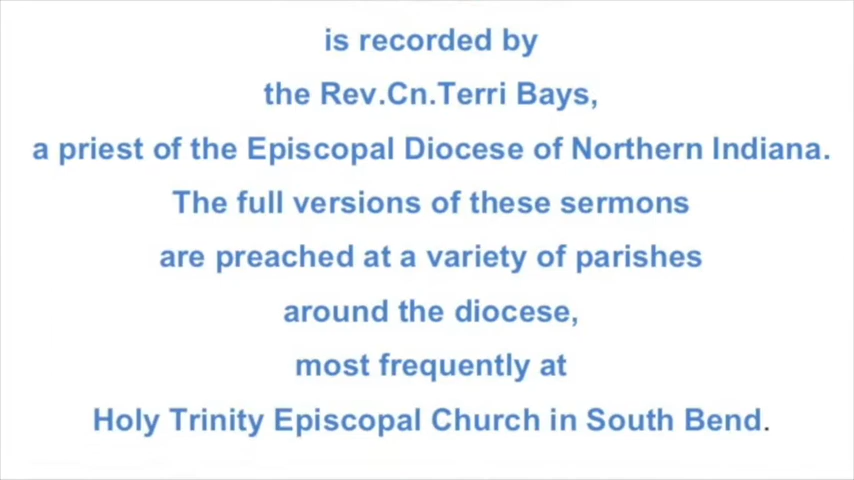 is recorded by
the Rev.Cn.Terri Bays,
a priest of the Episcopal Diocese of Northern Indiana.
The full versions of these sermons
are preached at a variety of parishes
around the diocese,
most frequently at
Holy Trinity Episcopal Church in South Bend.